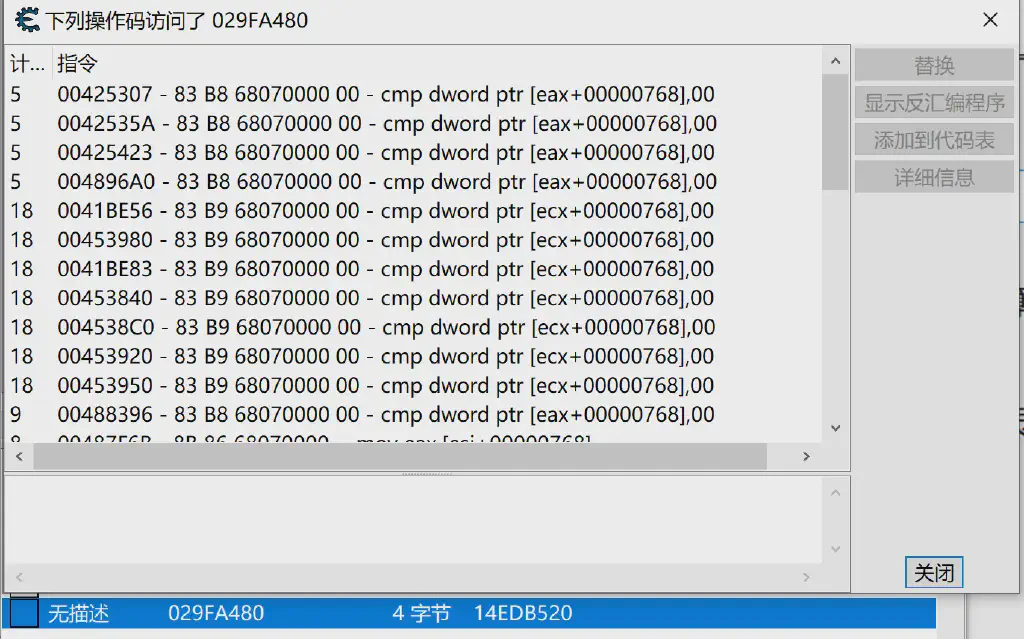 下列操作码访问了 029FA480
计... 指令
5 00425307 - 83 B8 68070000 00 - cmp dword ptr [eax+00000768],00
5 0042535A - 83 B8 68070000 00 - cmp dword ptr [eax+00000768],00
5 00425423 - 83 B8 68070000 00 - cmp dword ptr [eax+00000768],00
5 004896A0 - 83 B8 68070000 00 - cmp dword ptr [eax+00000768],00
18 0041BE56 - 83 B9 68070000 00 - cmp dword ptr [ecx+00000768],00
18 00453980 - 83 B9 68070000 00 - cmp dword ptr [ecx+00000768],00
18 0041BE83 - 83 B9 68070000 00 - cmp dword ptr [ecx+00000768],00
18 00453840 - 83 B9 68070000 00 - cmp dword ptr [ecx+00000768],00
18 004538C0 - 83 B9 68070000 00 - cmp dword ptr [ecx+00000768],00
18 00453920 - 83 B9 68070000 00 - cmp dword ptr [ecx+00000768],00
18 00453950 - 83 B9 68070000 00 - cmp dword ptr [ecx+00000768],00
9 00488396 - 83 B8 68070000 00 - cmp dword ptr [eax+00000768],00
替换
显示反汇编程序
添加到代码表
详细信息
关闭
无描述 029FA480 4 字节 14EDB520